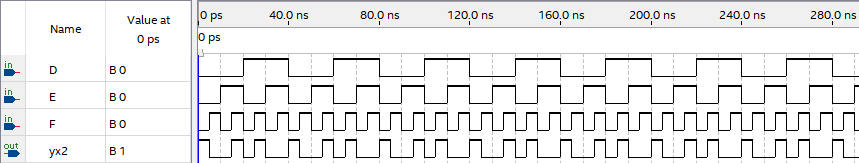 Name Value at 0 ps
0 ps 40.0 ns 80.0 ns 120.0 ns 160.0 ns 200.0 ns 240.0 ns 280.0 ns
0 ps
in D B 0
in E B 0
in F B 0
out yx2 B 1